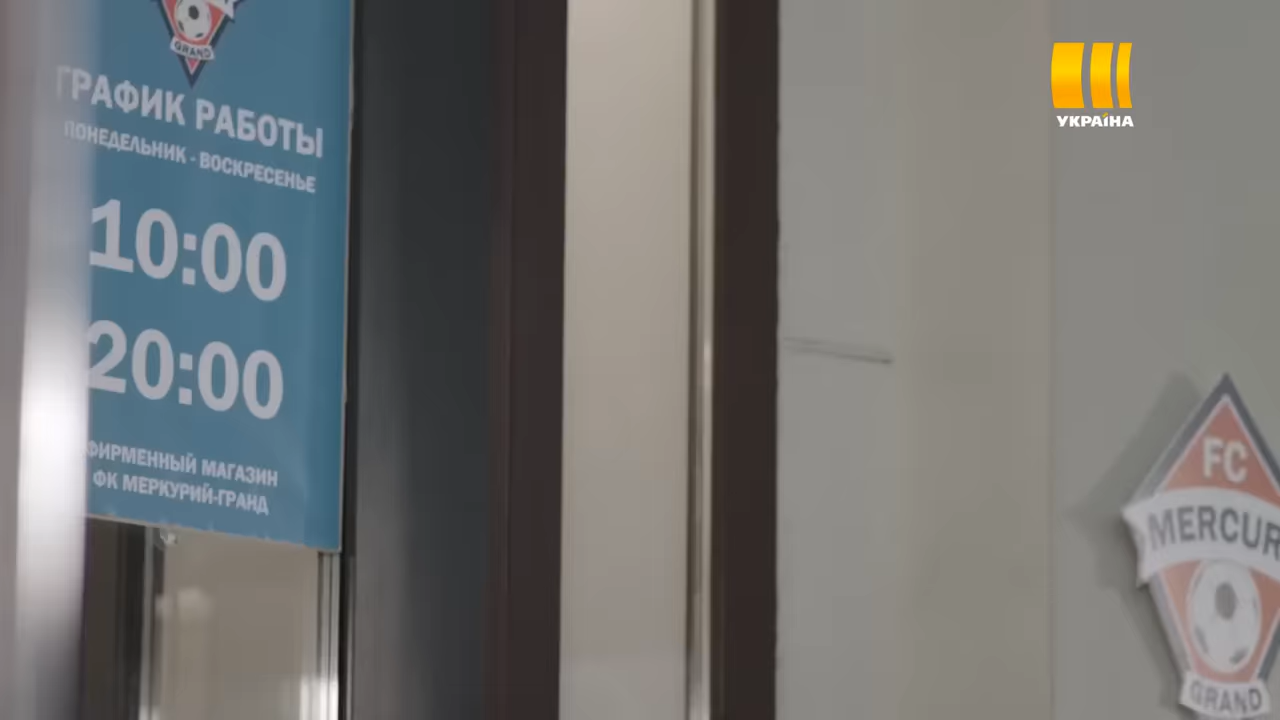 GRAND
ГРАФИК РАБОТЫ
ПОНЕДЕЛЬНИК - ВОСКРЕСЕНЬЕ
10:00
20:00
ФИРМЕННЫЙ МАГАЗИН
ФК МЕРКУРИЙ-ГРАНД
УКРАЇНА
FC
MERCUR
GRAND